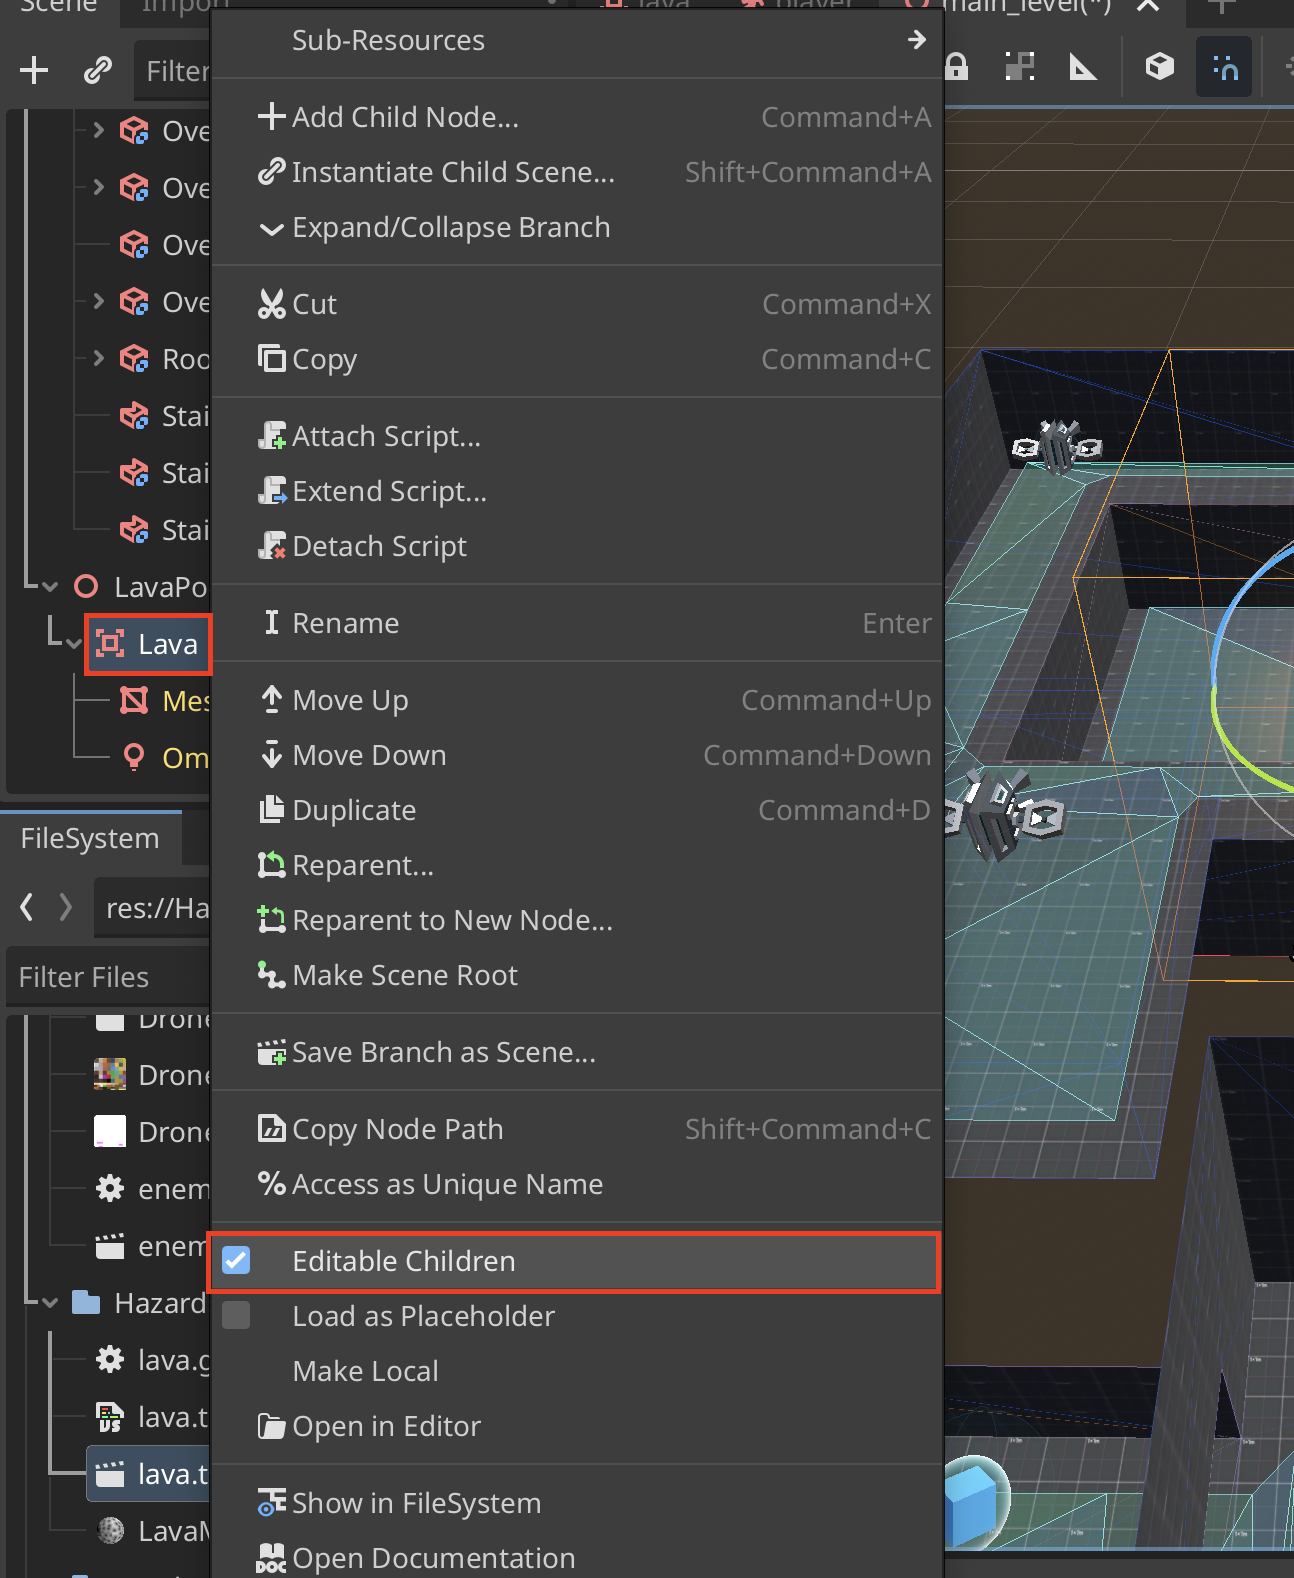 Scene
Import
lava
player
main_level(*)
Filter
Ove
Ove
Ove
Ove
Roo
Stai
Stai
Stai
LavaPo
Lava
Mes
Om
FileSystem
res://Ha
Filter Files
Drone
Drone
Drone
enem
enem
Hazard
lava.g
lava.t
lava.t
LavaM
Sub-Resources
Add Child Node... Command+A
Instantiate Child Scene... Shift+Command+A
Expand/Collapse Branch
Cut Command+X
Copy Command+C
Attach Script...
Extend Script...
Detach Script
Rename Enter
Move Up Command+Up
Move Down Command+Down
Duplicate Command+D
Reparent...
Reparent to New Node...
Make Scene Root
Save Branch as Scene...
Copy Node Path Shift+Command+C
Access as Unique Name
Editable Children
Load as Placeholder
Make Local
Open in Editor
Show in FileSystem
DOC Open Documentation